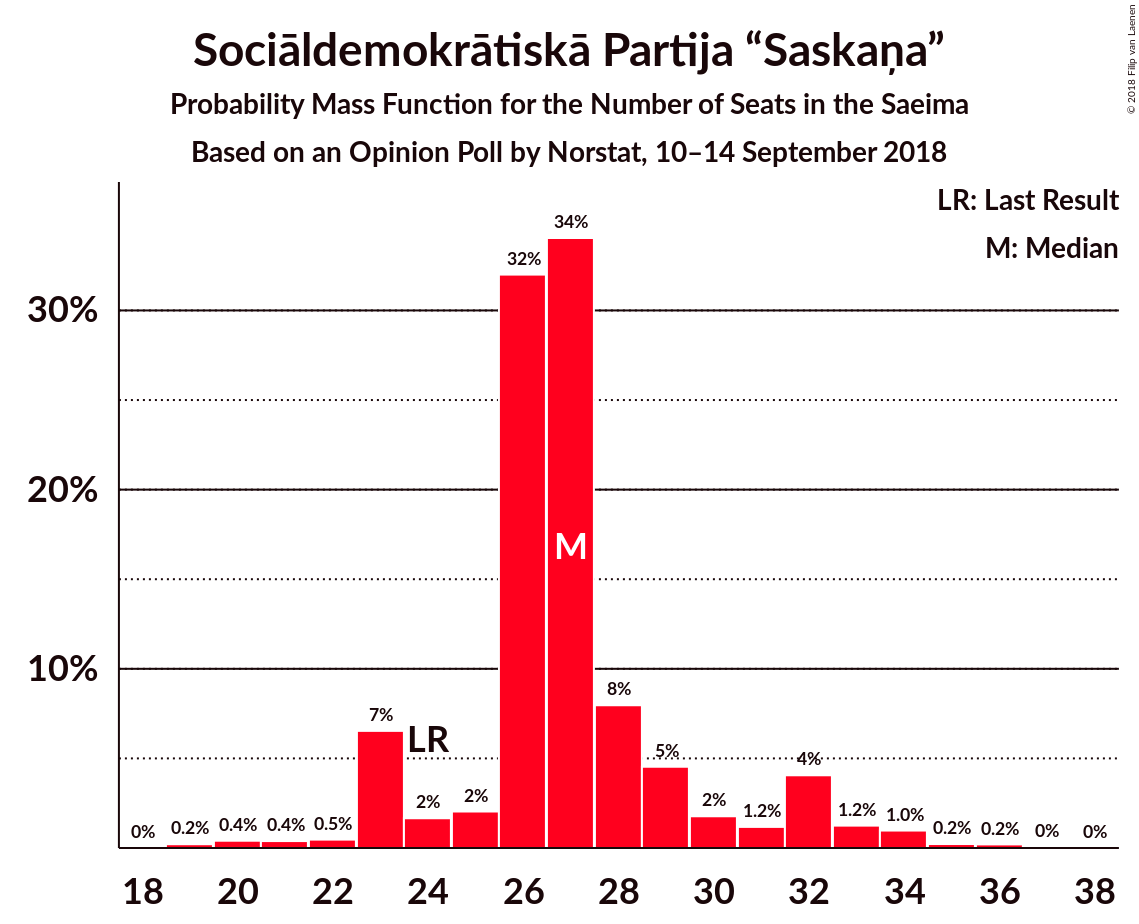 Sociāldemokrātiskā Partija “Saskaņa”
Probability Mass Function for the Number of Seats in the Saeima
Based on an Opinion Poll by Norstat, 10–14 September 2018
© 2018 Filip van Laenen
LR: Last Result
M: Median
30%
20%
10%
0%
0.2%
0.4%
0.4%
0.5%
7%
LR
2%
2%
32%
34%
M
8%
5%
2%
1.2%
4%
1.2%
1.0%
0.2%
0.2%
0%
0%
18 20 22 24 26 28 30 32 34 36 38